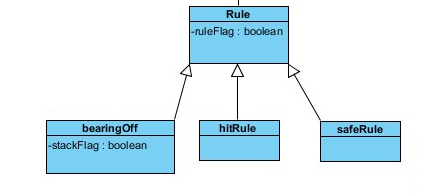 Rule
-ruleFlag : boolean
bearingOff
-stackFlag : boolean
hitRule
safeRule